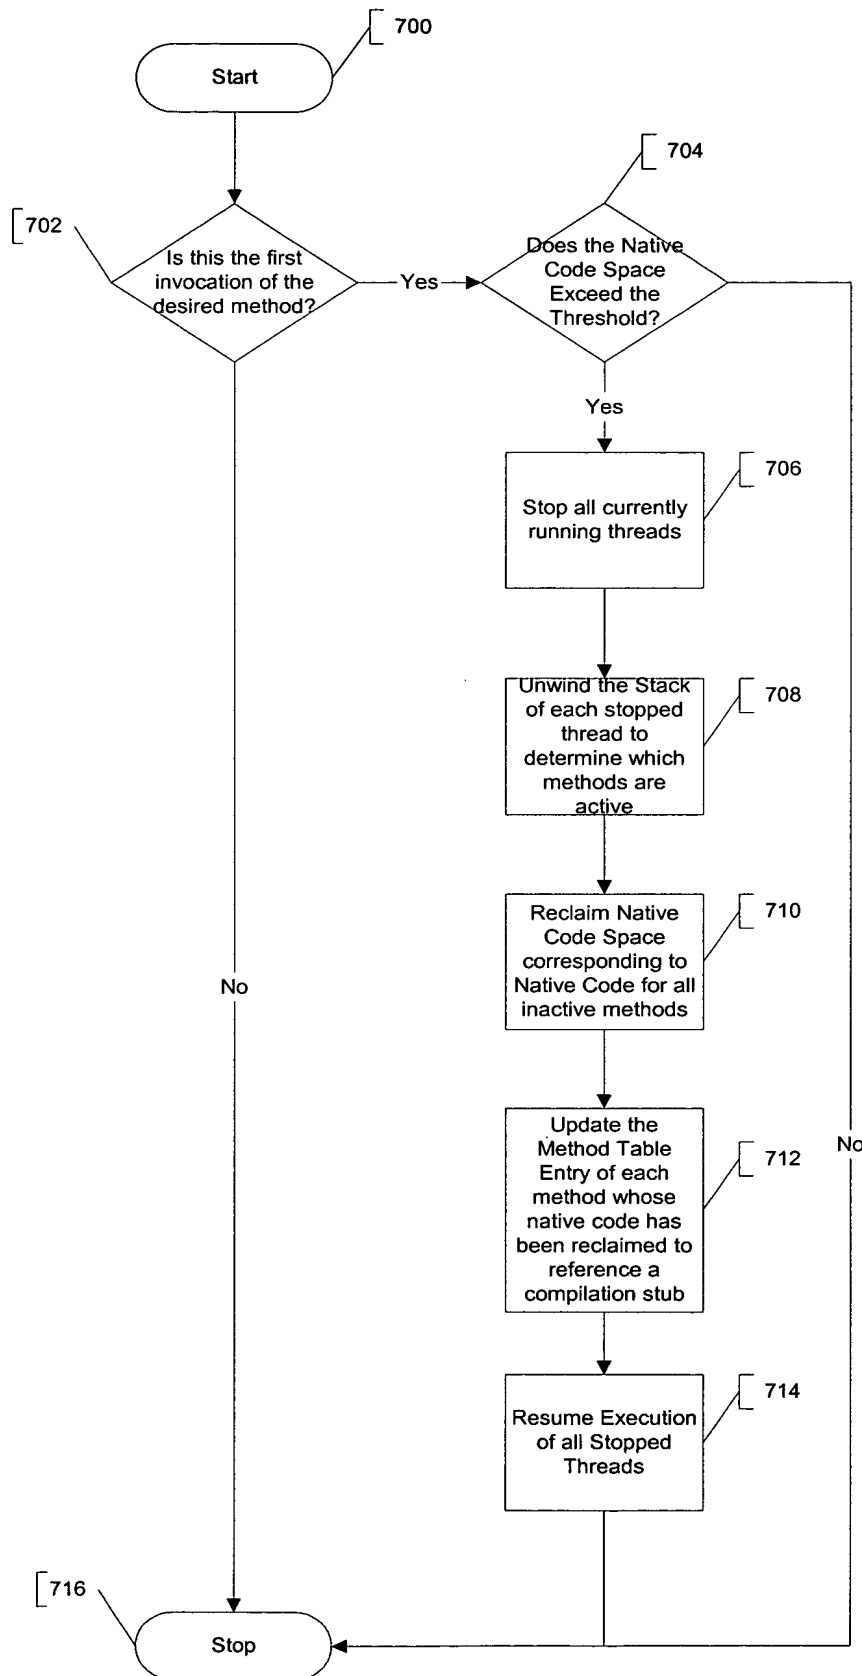 700
Start
704
702
Is this the first
invocation of the
desired method?
Yes
Does the Native
Code Space
Exceed the
Threshold?
Yes
706
Stop all currently
running threads
708
Unwind the Stack
of each stopped
thread to
determine which
methods are
active
710
Reclaim Native
Code Space
corresponding to
Native Code for all
inactive methods
No
712
Update the
Method Table
Entry of each
method whose
native code has
been reclaimed to
reference a
compilation stub
No
714
Resume Execution
of all Stopped
Threads
716
Stop